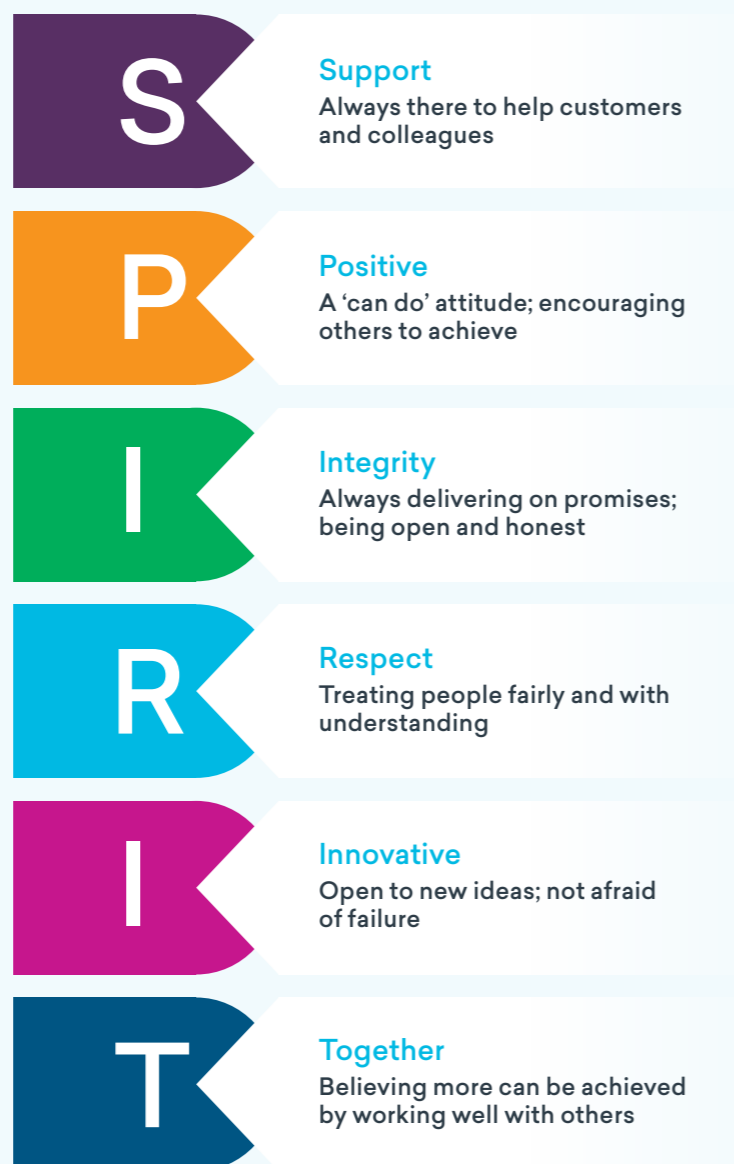 S
Support
Always there to help customers
and colleagues
P
Positive
A ‘can do’ attitude; encouraging
others to achieve
I
Integrity
Always delivering on promises;
being open and honest
R
Respect
Treating people fairly and with
understanding
I
Innovative
Open to new ideas; not afraid
of failure
T
Together
Believing more can be achieved
by working well with others